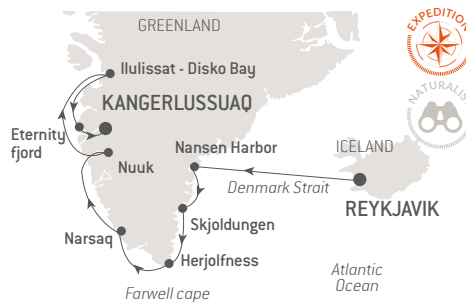 GREENLAND
EXPEDITION
Ilulissat - Disko Bay
KANGERLUSSUAQ
NATURALIS
Eternity
fjord
Nuuk
Nansen Harbor
ICELAND
Denmark Strait
REYKJAVIK
Skjoldungen
Narsaq
Herjolfness
Farwell cape
Atlantic
Ocean